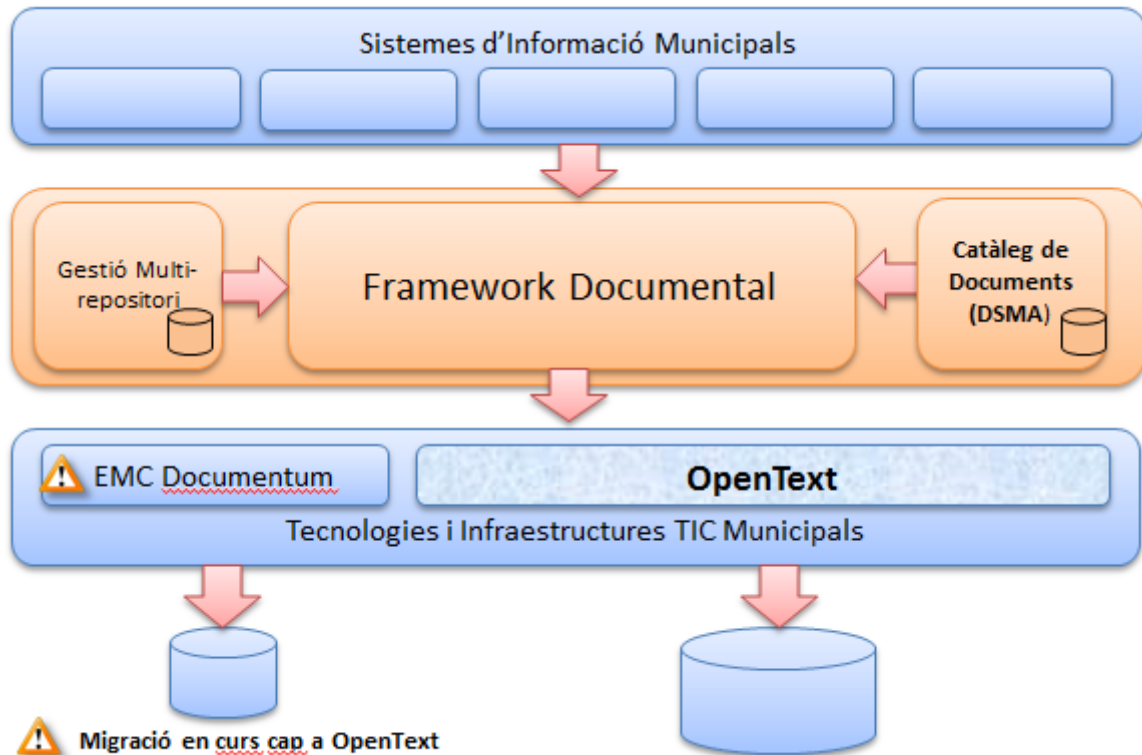 Sistemes d'Informació Municipals
Gestió Multi-
repositori
Framework Documental
Catàleg de
Documents
(DSMA)
EMC Documentum
OpenText
Tecnologies i Infraestructures TIC Municipals
Migració en curs cap a OpenText